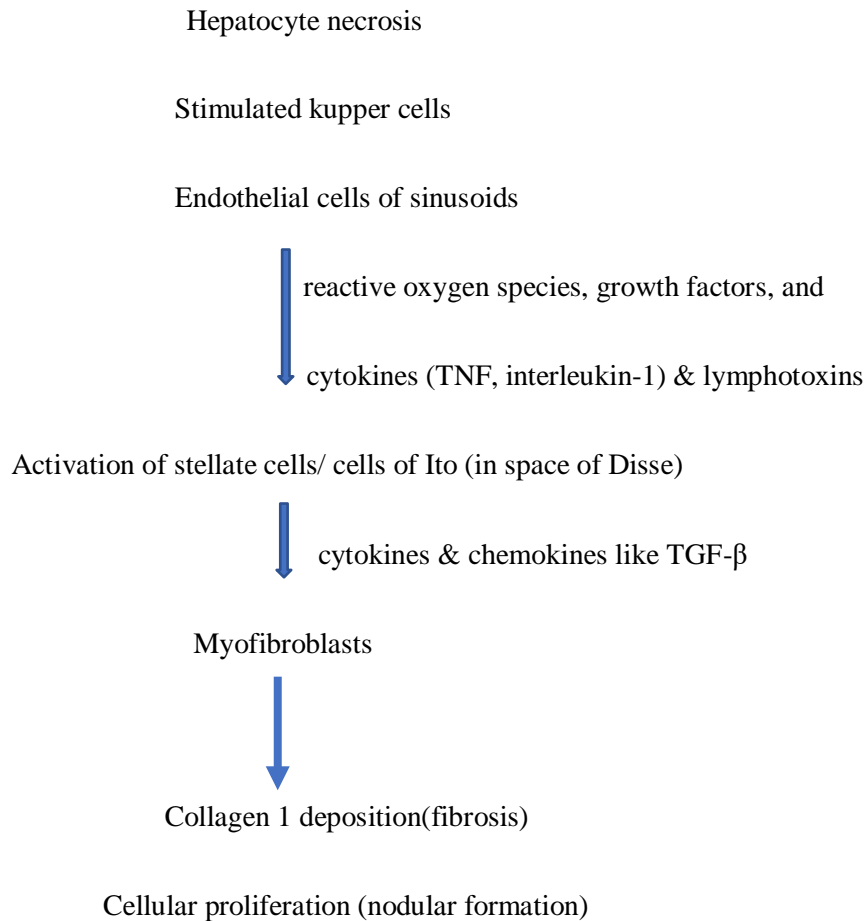 Hepatocyte necrosis
Stimulated kupper cells
Endothelial cells of sinusoids
reactive oxygen species, growth factors, and
cytokines (TNF, interleukin-1) & lymphotoxins
Activation of stellate cells/ cells of Ito (in space of Disse)
cytokines & chemokines like TGF-β
Myofibroblasts
Collagen 1 deposition(fibrosis)
Cellular proliferation (nodular formation)